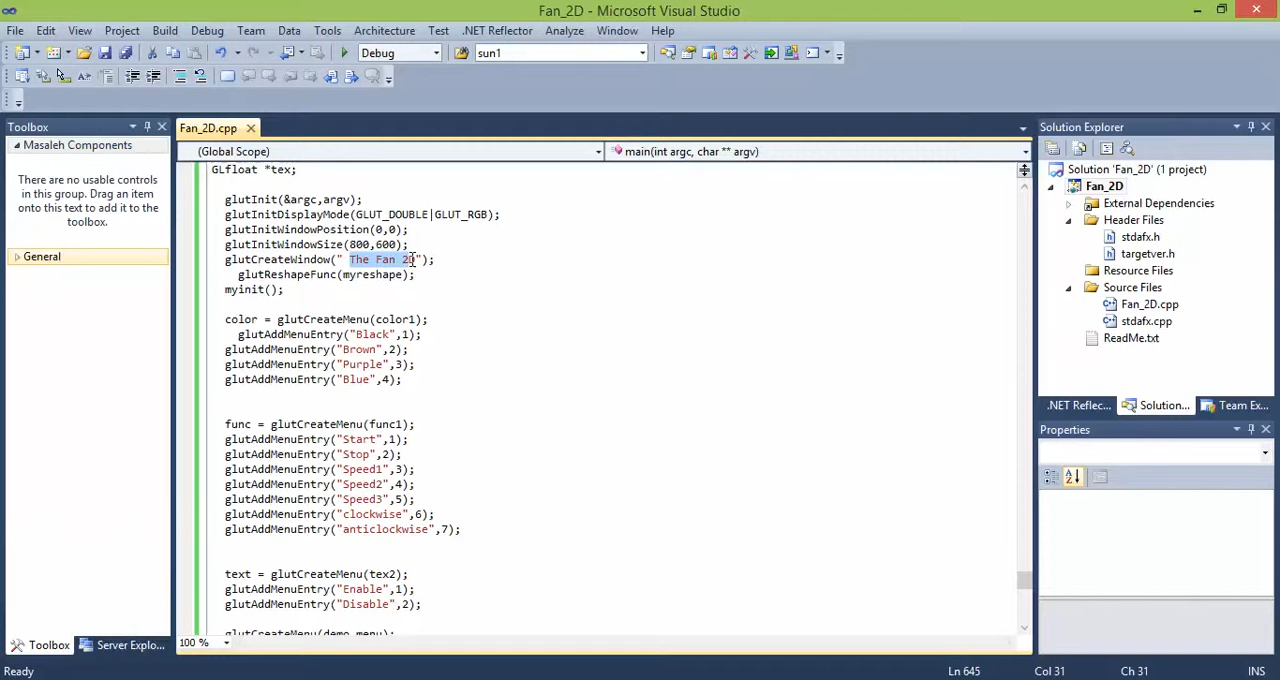 Fan_2D - Microsoft Visual Studio
File Edit View Project Build Debug Team Data Tools Architecture Test .NET Reflector Analyze Window Help
Debug sun1
Toolbox
Masaleh Components
There are no usable controls
in this group. Drag an item
onto this text to add it to the
toolbox.
General
Toolbox Server Explo...
Fan_2D.cpp
(Global Scope) main(int argc, char ** argv)
GLfloat *tex;
glutInit(&argc,argv);
glutInitDisplayMode(GLUT_DOUBLE|GLUT_RGB);
glutInitWindowPosition(0,0);
glutInitWindowSize(800,600);
glutCreateWindow(" The Fan 2D");
glutReshapeFunc(myreshape);
myinit();
color = glutCreateMenu(color1);
glutAddMenuEntry("Black",1);
glutAddMenuEntry("Brown",2);
glutAddMenuEntry("Purple",3);
glutAddMenuEntry("Blue",4);
func = glutCreateMenu(func1);
glutAddMenuEntry("Start",1);
glutAddMenuEntry("Stop",2);
glutAddMenuEntry("Speed1",3);
glutAddMenuEntry("Speed2",4);
glutAddMenuEntry("Speed3",5);
glutAddMenuEntry("clockwise",6);
glutAddMenuEntry("anticlockwise",7);
text = glutCreateMenu(tex2);
glutAddMenuEntry("Enable",1);
glutAddMenuEntry("Disable",2);
glutCreateMenu(demo_menu);
100 %
Solution Explorer
Solution 'Fan_2D' (1 project)
Fan_2D
External Dependencies
Header Files
stdafx.h
targetver.h
Resource Files
Source Files
Fan_2D.cpp
stdafx.cpp
ReadMe.txt
.NET Reflec... Solution... Team Ex...
Properties
Ready Ln 645 Col 31 Ch 31 INS